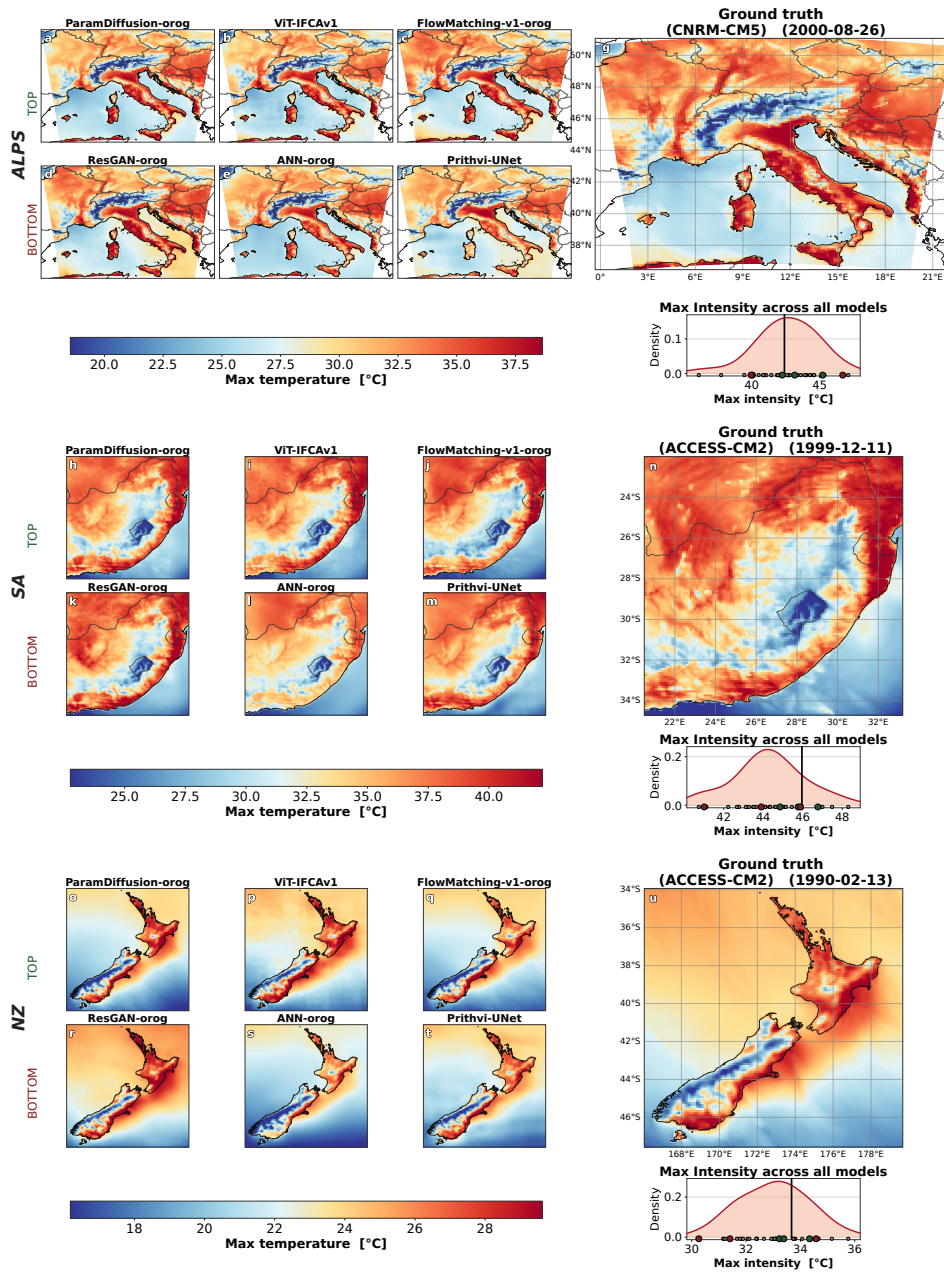 ParamDiffusion-orog ViT-IFCAv1 FlowMatching-v1-orog
Ground truth
(CNRM-CM5) (2000-08-26)
a b c g
ALPS
TOP
50°N
48°N
46°N
44°N
42°N
40°N
38°N
0° 3°E 6°E 9°E 12°E 15°E 18°E 21°E
ResGAN-orog ANN-orog Prithvi-UNet
d e f
BOTTOM
20.0 22.5 25.0 27.5 30.0 32.5 35.0 37.5
Max temperature [°C]
Max Intensity across all models
Density
0.1
0.0
40 45
Max intensity [°C]
ParamDiffusion-orog ViT-IFCAv1 FlowMatching-v1-orog
Ground truth
(ACCESS-CM2) (1999-12-11)
h i j n
SA
TOP
24°S
26°S
28°S
30°S
32°S
34°S
22°E 24°E 26°E 28°E 30°E 32°E
ResGAN-orog ANN-orog Prithvi-UNet
k l m
BOTTOM
25.0 27.5 30.0 32.5 35.0 37.5 40.0
Max temperature [°C]
Max Intensity across all models
Density
0.2
0.0
42 44 46 48
Max intensity [°C]
ParamDiffusion-orog ViT-IFCAv1 FlowMatching-v1-orog
Ground truth
(ACCESS-CM2) (1990-02-13)
o p q u
NZ
TOP
34°S
36°S
38°S
40°S
42°S
44°S
46°S
168°E 170°E 172°E 174°E 176°E 178°E
ResGAN-orog ANN-orog Prithvi-UNet
r s t
BOTTOM
18 20 22 24 26 28
Max temperature [°C]
Max Intensity across all models
Density
0.2
0.0
30 32 34 36
Max intensity [°C]